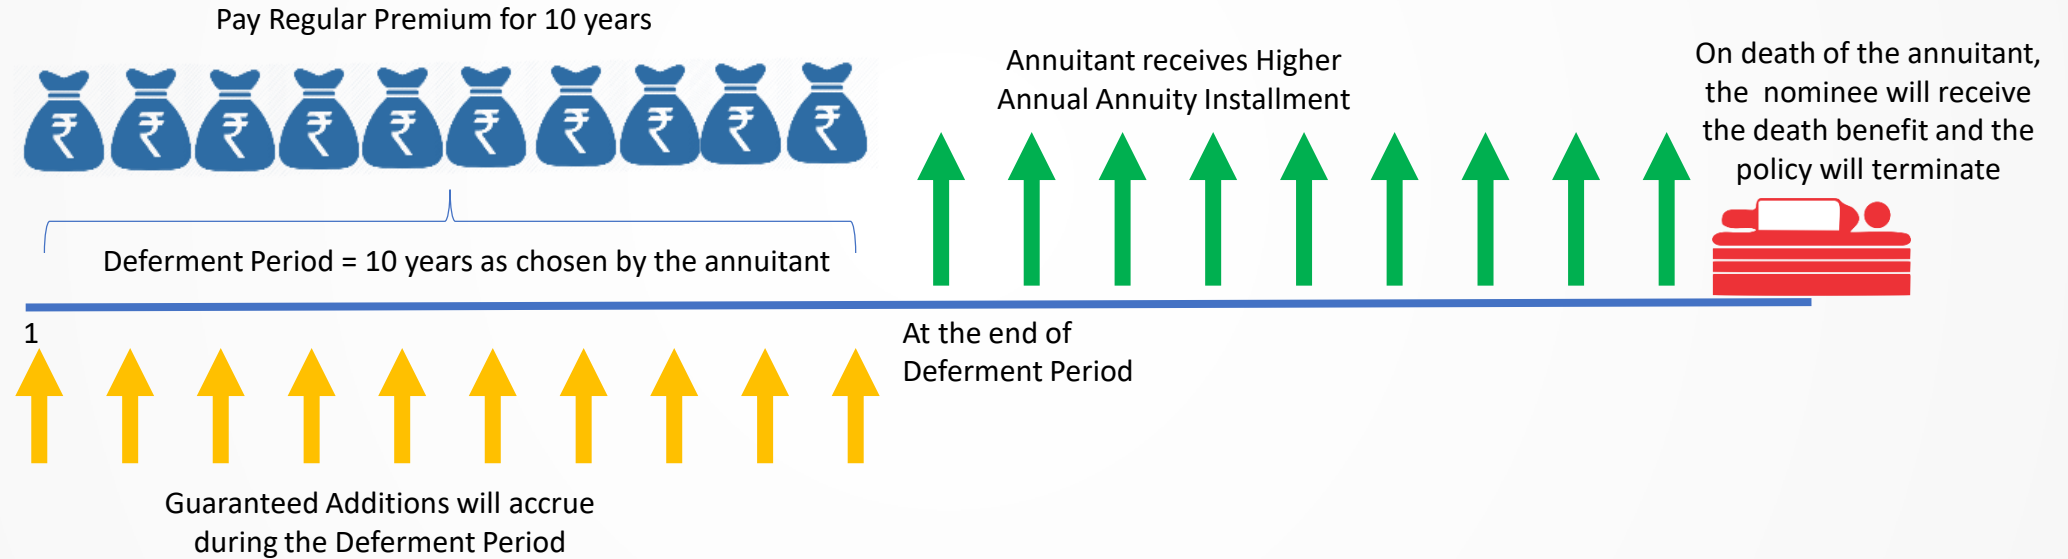 Pay Regular Premium for 10 years
₹ ₹ ₹ ₹ ₹ ₹ ₹ ₹ ₹ ₹
Deferment Period = 10 years as chosen by the annuitant
Annuitant receives Higher
Annual Annuity Installment
On death of the annuitant,
the nominee will receive
the death benefit and the
policy will terminate
1
At the end of
Deferment Period
Guaranteed Additions will accrue
during the Deferment Period